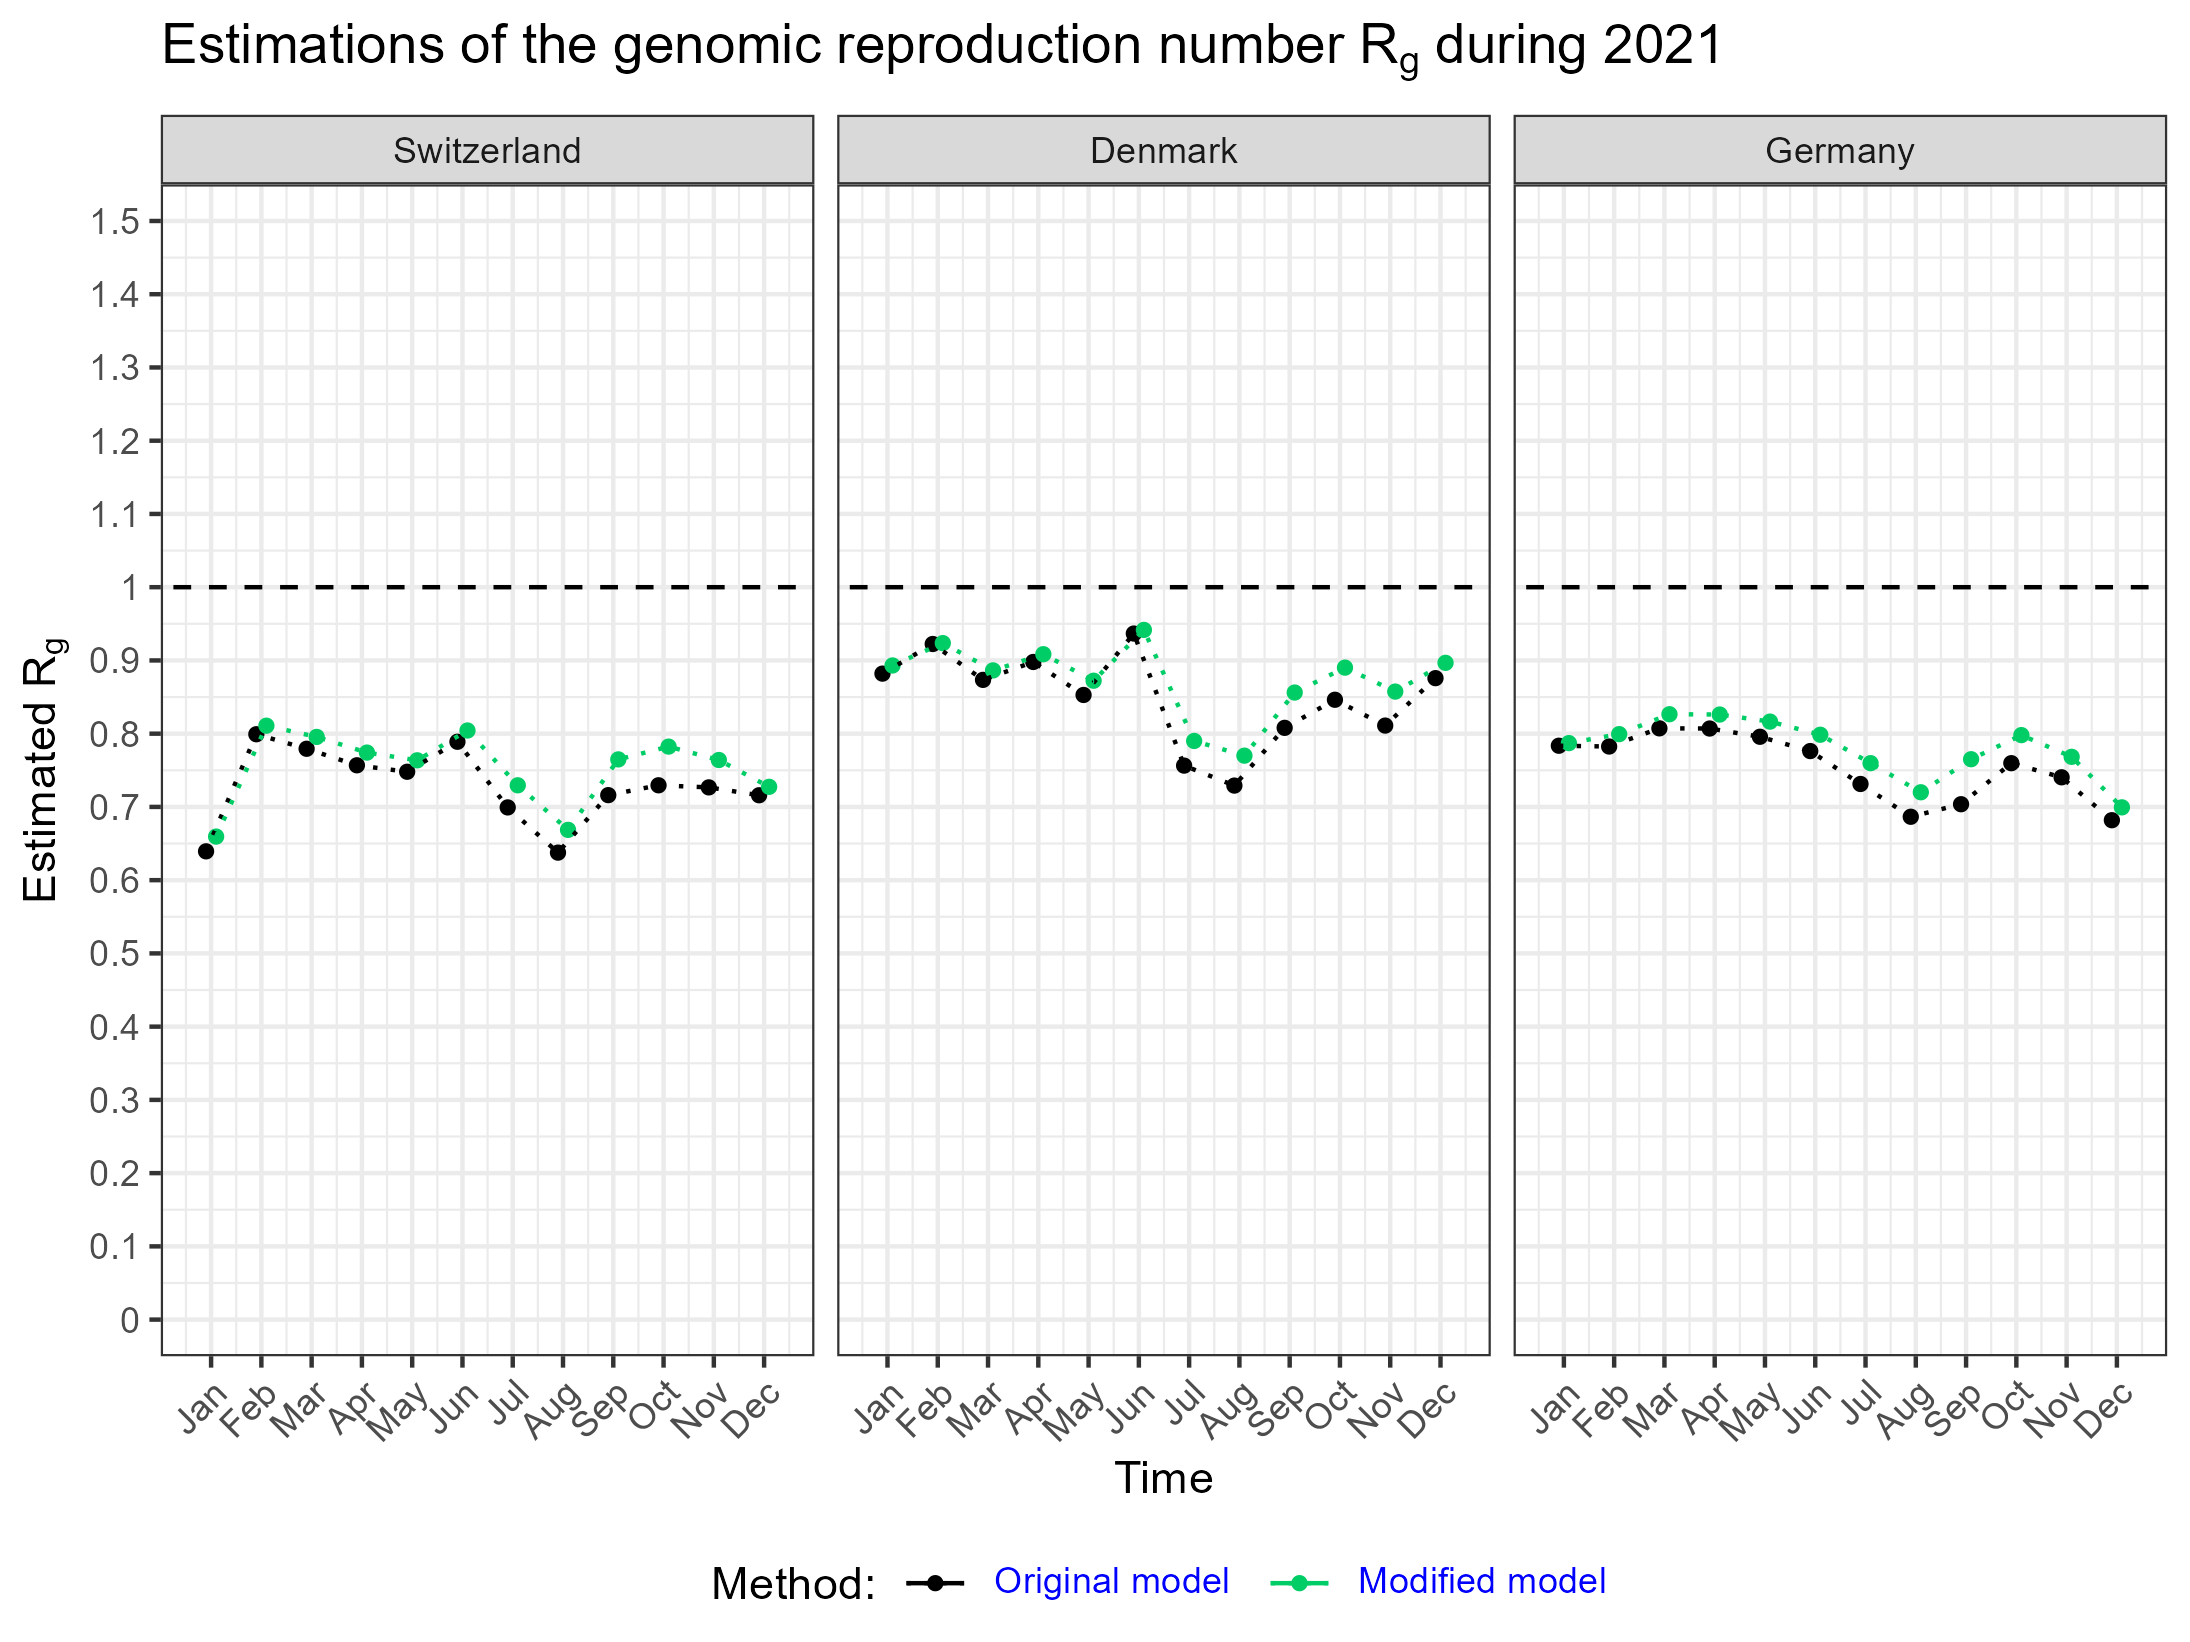 Estimations of the genomic reproduction number Rg during 2021
Switzerland
Denmark
Germany
1.5
1.4
1.3
1.2
1.1
1
0.9
0.8
0.7
0.6
0.5
0.4
0.3
0.2
0.1
0
Estimated Rg
Jan Feb Mar Apr May Jun Jul Aug Sep Oct Nov Dec
Jan Feb Mar Apr May Jun Jul Aug Sep Oct Nov Dec
Jan Feb Mar Apr May Jun Jul Aug Sep Oct Nov Dec
Time
Method: Original model Modified model